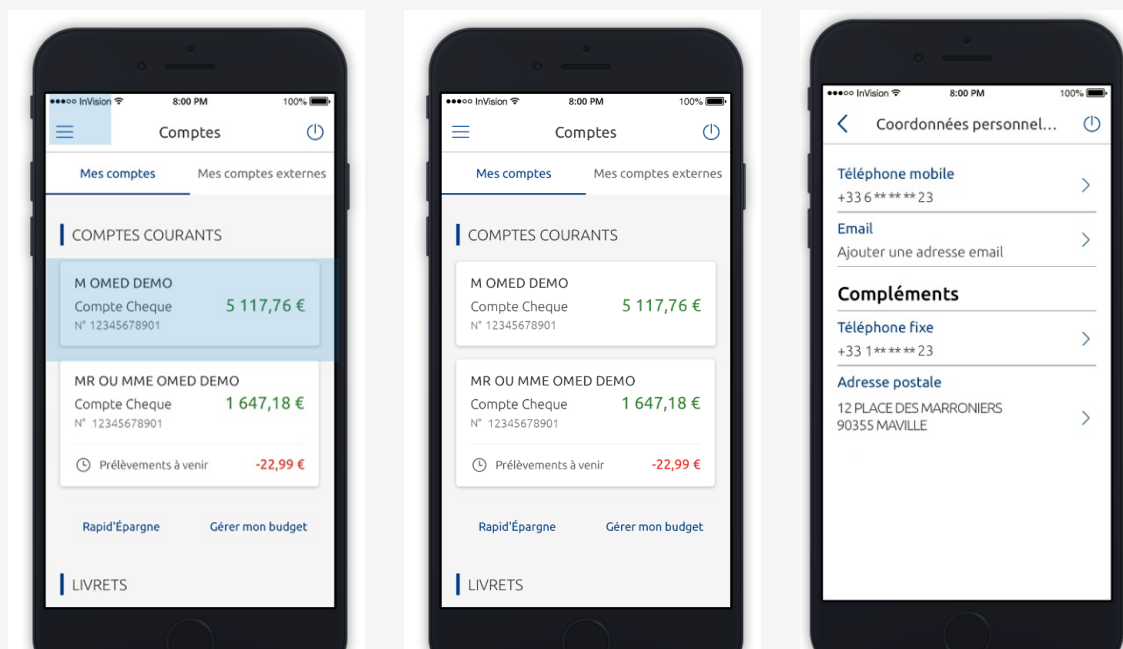 InVision 8:00 PM 100%
Comptes
Mes comptes Mes comptes externes
COMPTES COURANTS
M OMED DEMO
Compte Cheque 5 117,76 €
N° 12345678901
MR OU MME OMED DEMO
Compte Cheque 1 647,18 €
N° 12345678901
Prélèvements à venir -22,99 €
Rapid'Épargne Gérer mon budget
LIVRETS
InVision 8:00 PM 100%
Comptes
Mes comptes Mes comptes externes
COMPTES COURANTS
M OMED DEMO
Compte Cheque 5 117,76 €
N° 12345678901
MR OU MME OMED DEMO
Compte Cheque 1 647,18 €
N° 12345678901
Prélèvements à venir -22,99 €
Rapid'Épargne Gérer mon budget
LIVRETS
InVision 8:00 PM 100%
Coordonnées personnel...
Téléphone mobile
+33 6 ** ** ** 23
Email
Ajouter une adresse email
Compléments
Téléphone fixe
+33 1 ** ** ** 23
Adresse postale
12 PLACE DES MARRONIERS
90355 MAVILLE